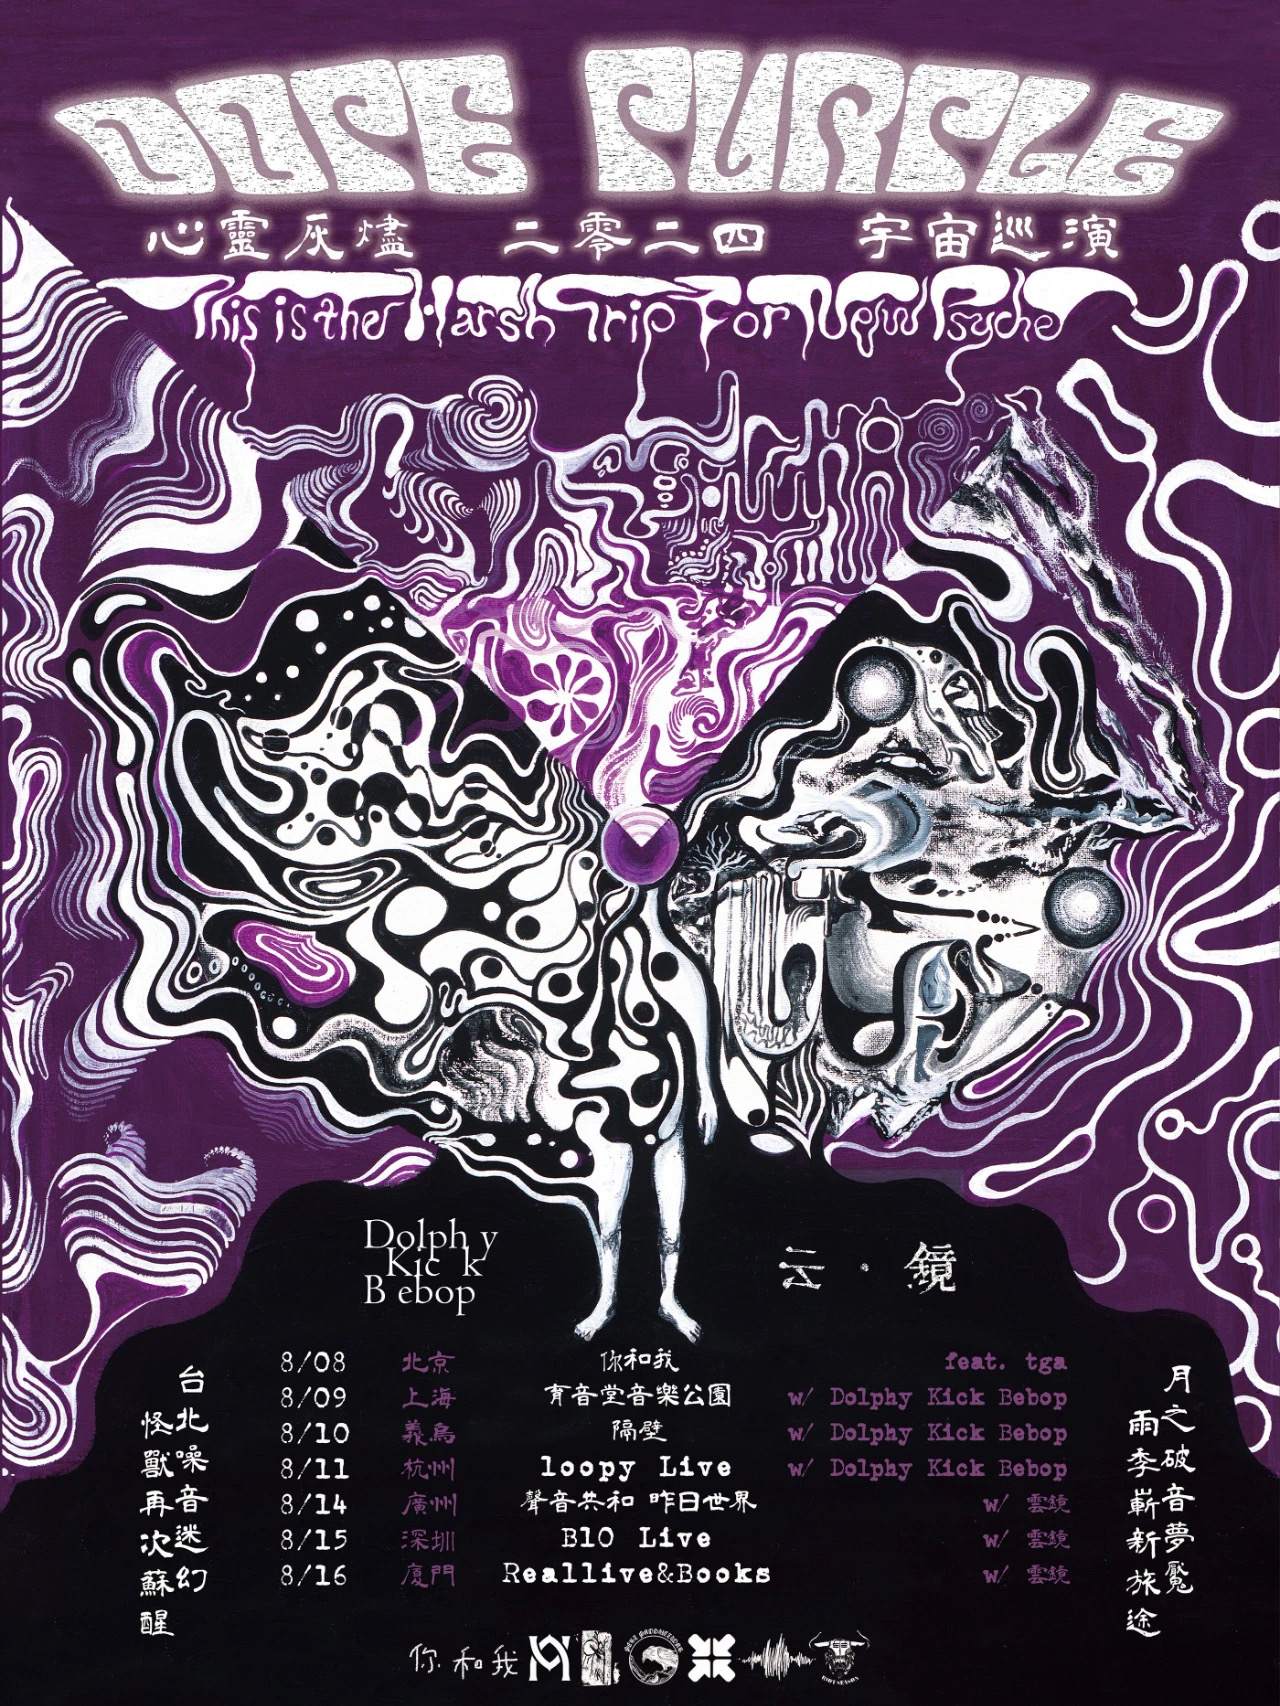 DOPE PURPLE
心靈灰燼 二零二四 宇宙巡演
This is the Harsh Trip For New Psyche
Dolphy
Kick
Bebop
云・鏡
8/08 北京 你和我 feat. tga
8/09 上海 育音堂音樂公園 w/ Dolphy Kick Bebop
8/10 義烏 隔壁 w/ Dolphy Kick Bebop
8/11 杭州 loopy Live w/ Dolphy Kick Bebop
8/14 廣州 聲音共和 昨日世界 w/ 雲鏡
8/15 深圳 B10 Live w/ 雲鏡
8/16 廈門 Reallive&Books w/ 雲鏡
台北噪音迷幻
怪獸再次蘇醒
月之破音夢魘
雨季嶄新旅途
你和我